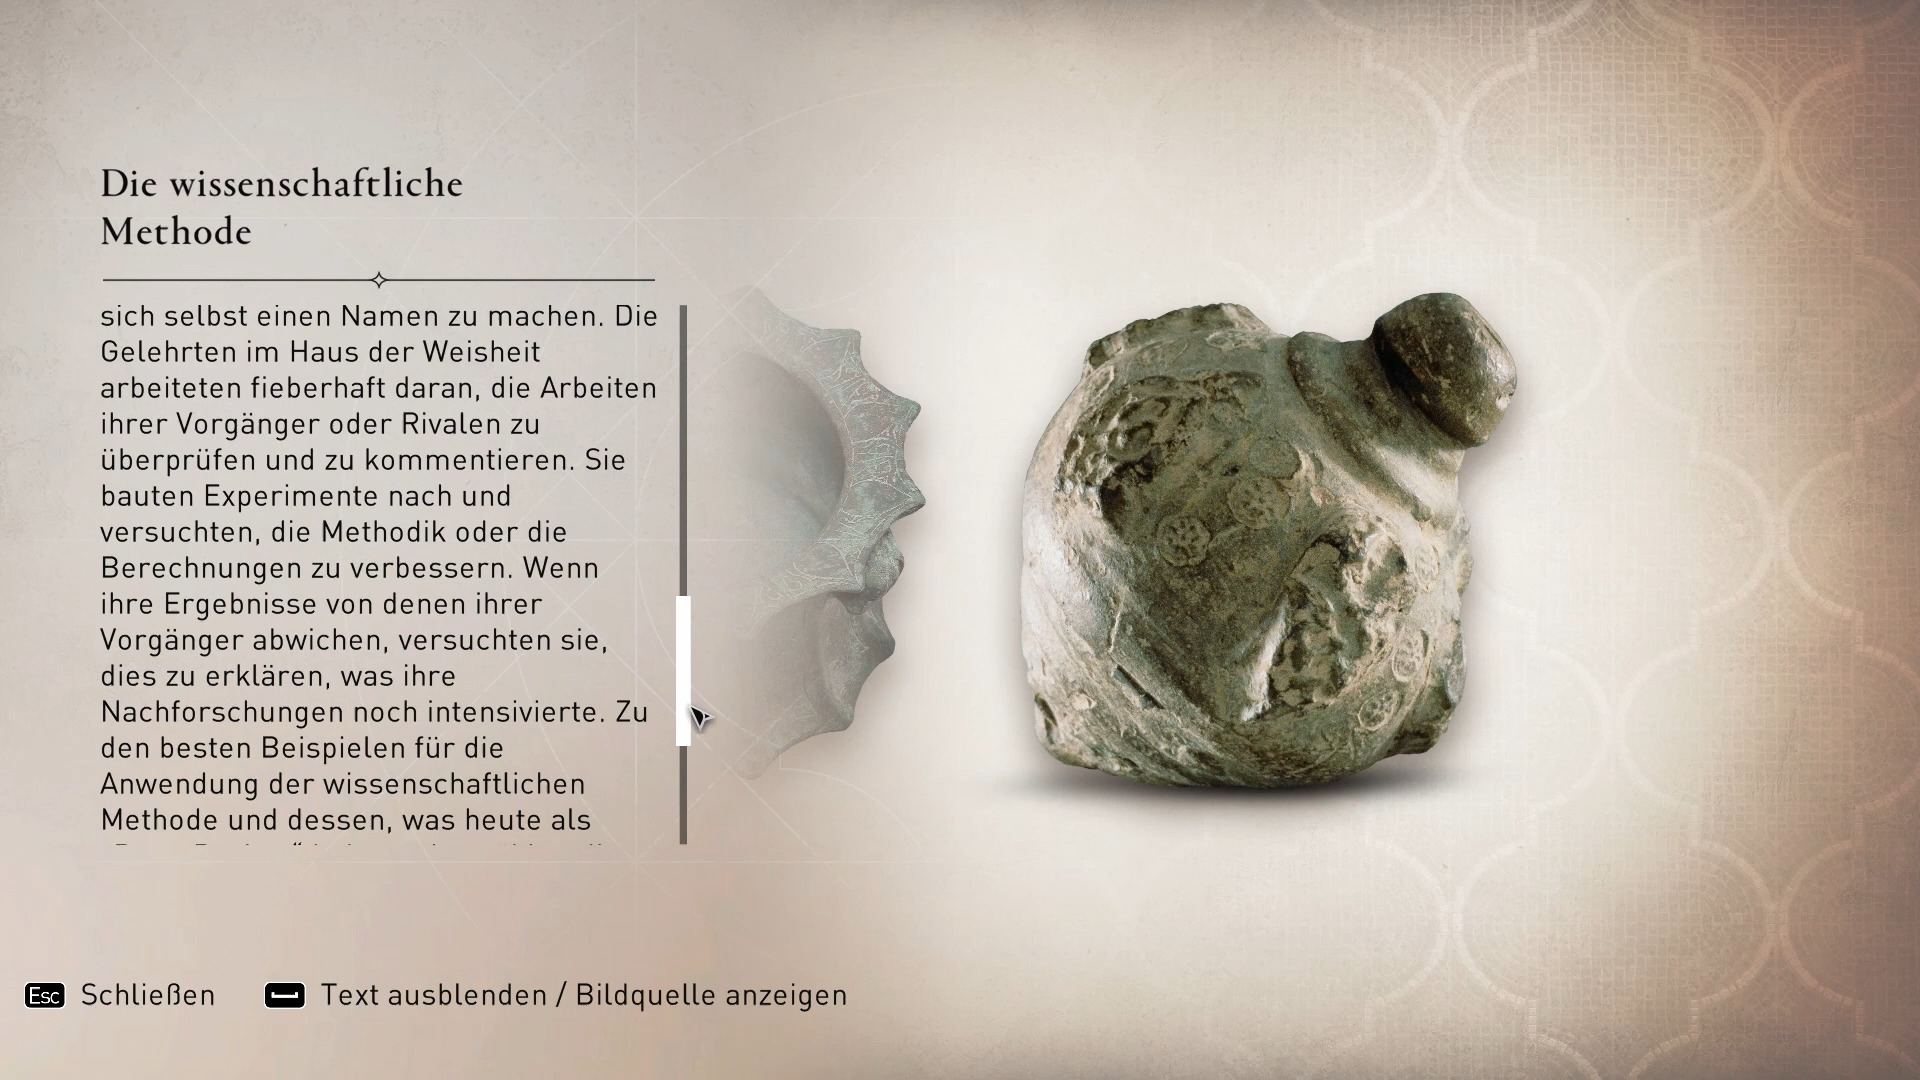 Die wissenschaftliche
Methode
sich selbst einen Namen zu machen. Die
Gelehrten im Haus der Weisheit
arbeiteten fieberhaft daran, die Arbeiten
ihrer Vorgänger oder Rivalen zu
überprüfen und zu kommentieren. Sie
bauten Experimente nach und
versuchten, die Methodik oder die
Berechnungen zu verbessern. Wenn
ihre Ergebnisse von denen ihrer
Vorgänger abwichen, versuchten sie,
dies zu erklären, was ihre
Nachforschungen noch intensivierte. Zu
den besten Beispielen für die
Anwendung der wissenschaftlichen
Methode und dessen, was heute als
Esc Schließen
Text ausblenden / Bildquelle anzeigen